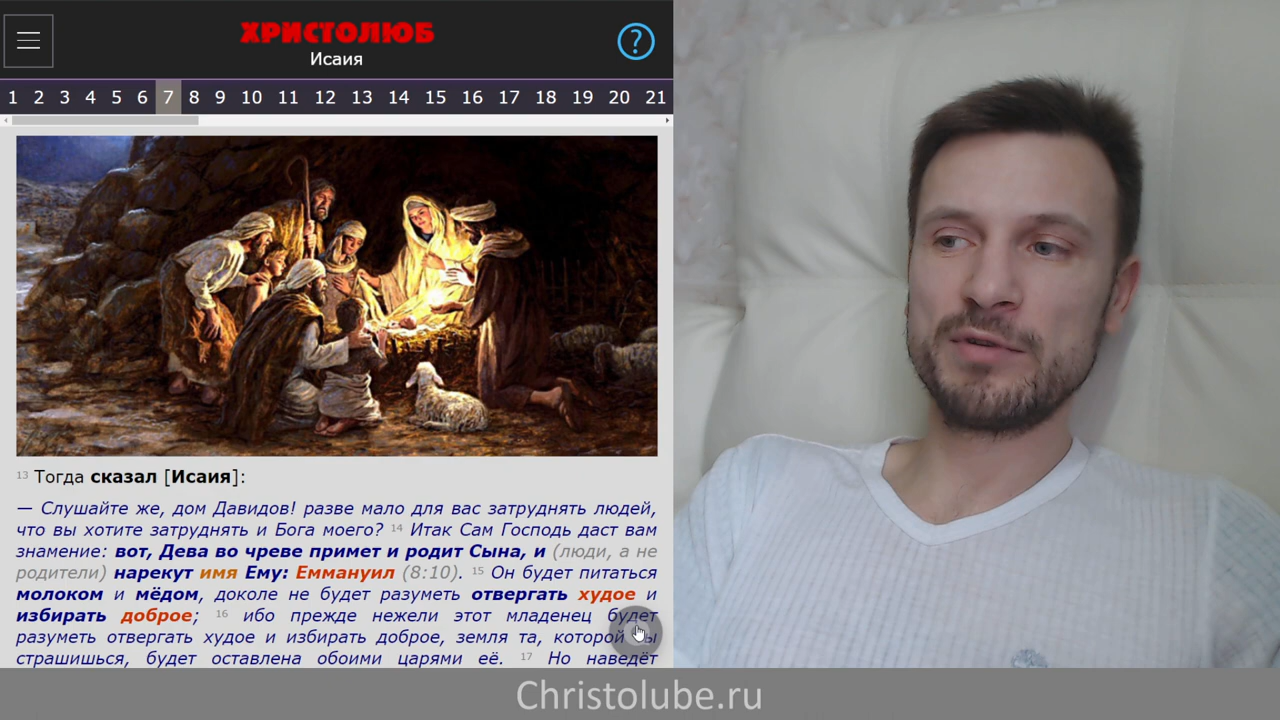 ХРИСТОЛЮБ
Исаия
?
1 2 3 4 5 6 7 8 9 10 11 12 13 14 15 16 17 18 19 20 21
13 Тогда сказал [Исаия]:
— Слушайте же, дом Давидов! разве мало для вас затруднять людей,
что вы хотите затруднять и Бога моего? 14 Итак Сам Господь даст вам
знамение: вот, Дева во чреве примет и родит Сына, и (люди, а не
родители) нарекут имя Ему: Еммануил (8:10). 15 Он будет питаться
молоком и мёдом, доколе не будет разуметь отвергать худое и
избирать доброе; 16 ибо прежде нежели этот младенец будет
разуметь отвергать худое и избирать доброе, земля та, которой
страшишься, будет оставлена обоими царями её. 17 Но наведёт
Christolube.ru